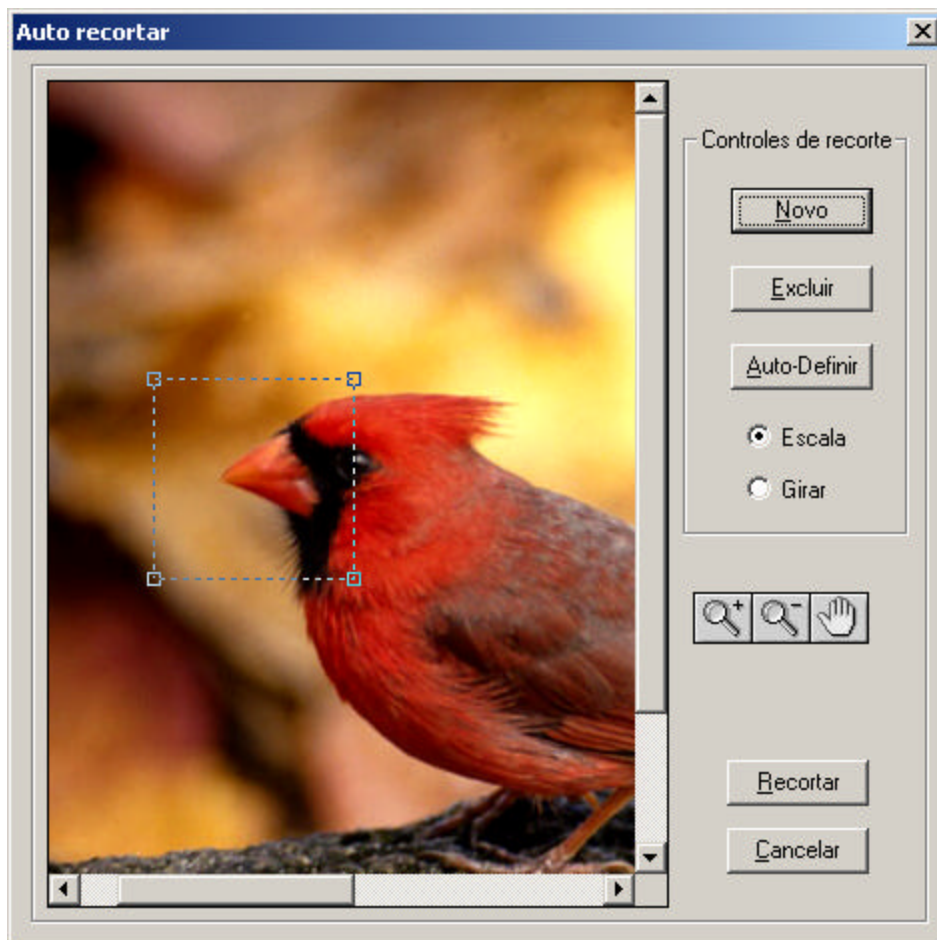 Auto recortar
Controles de recorte
Novo
Excluir
Auto-Definir
Escala
Girar
Recortar
Cancelar